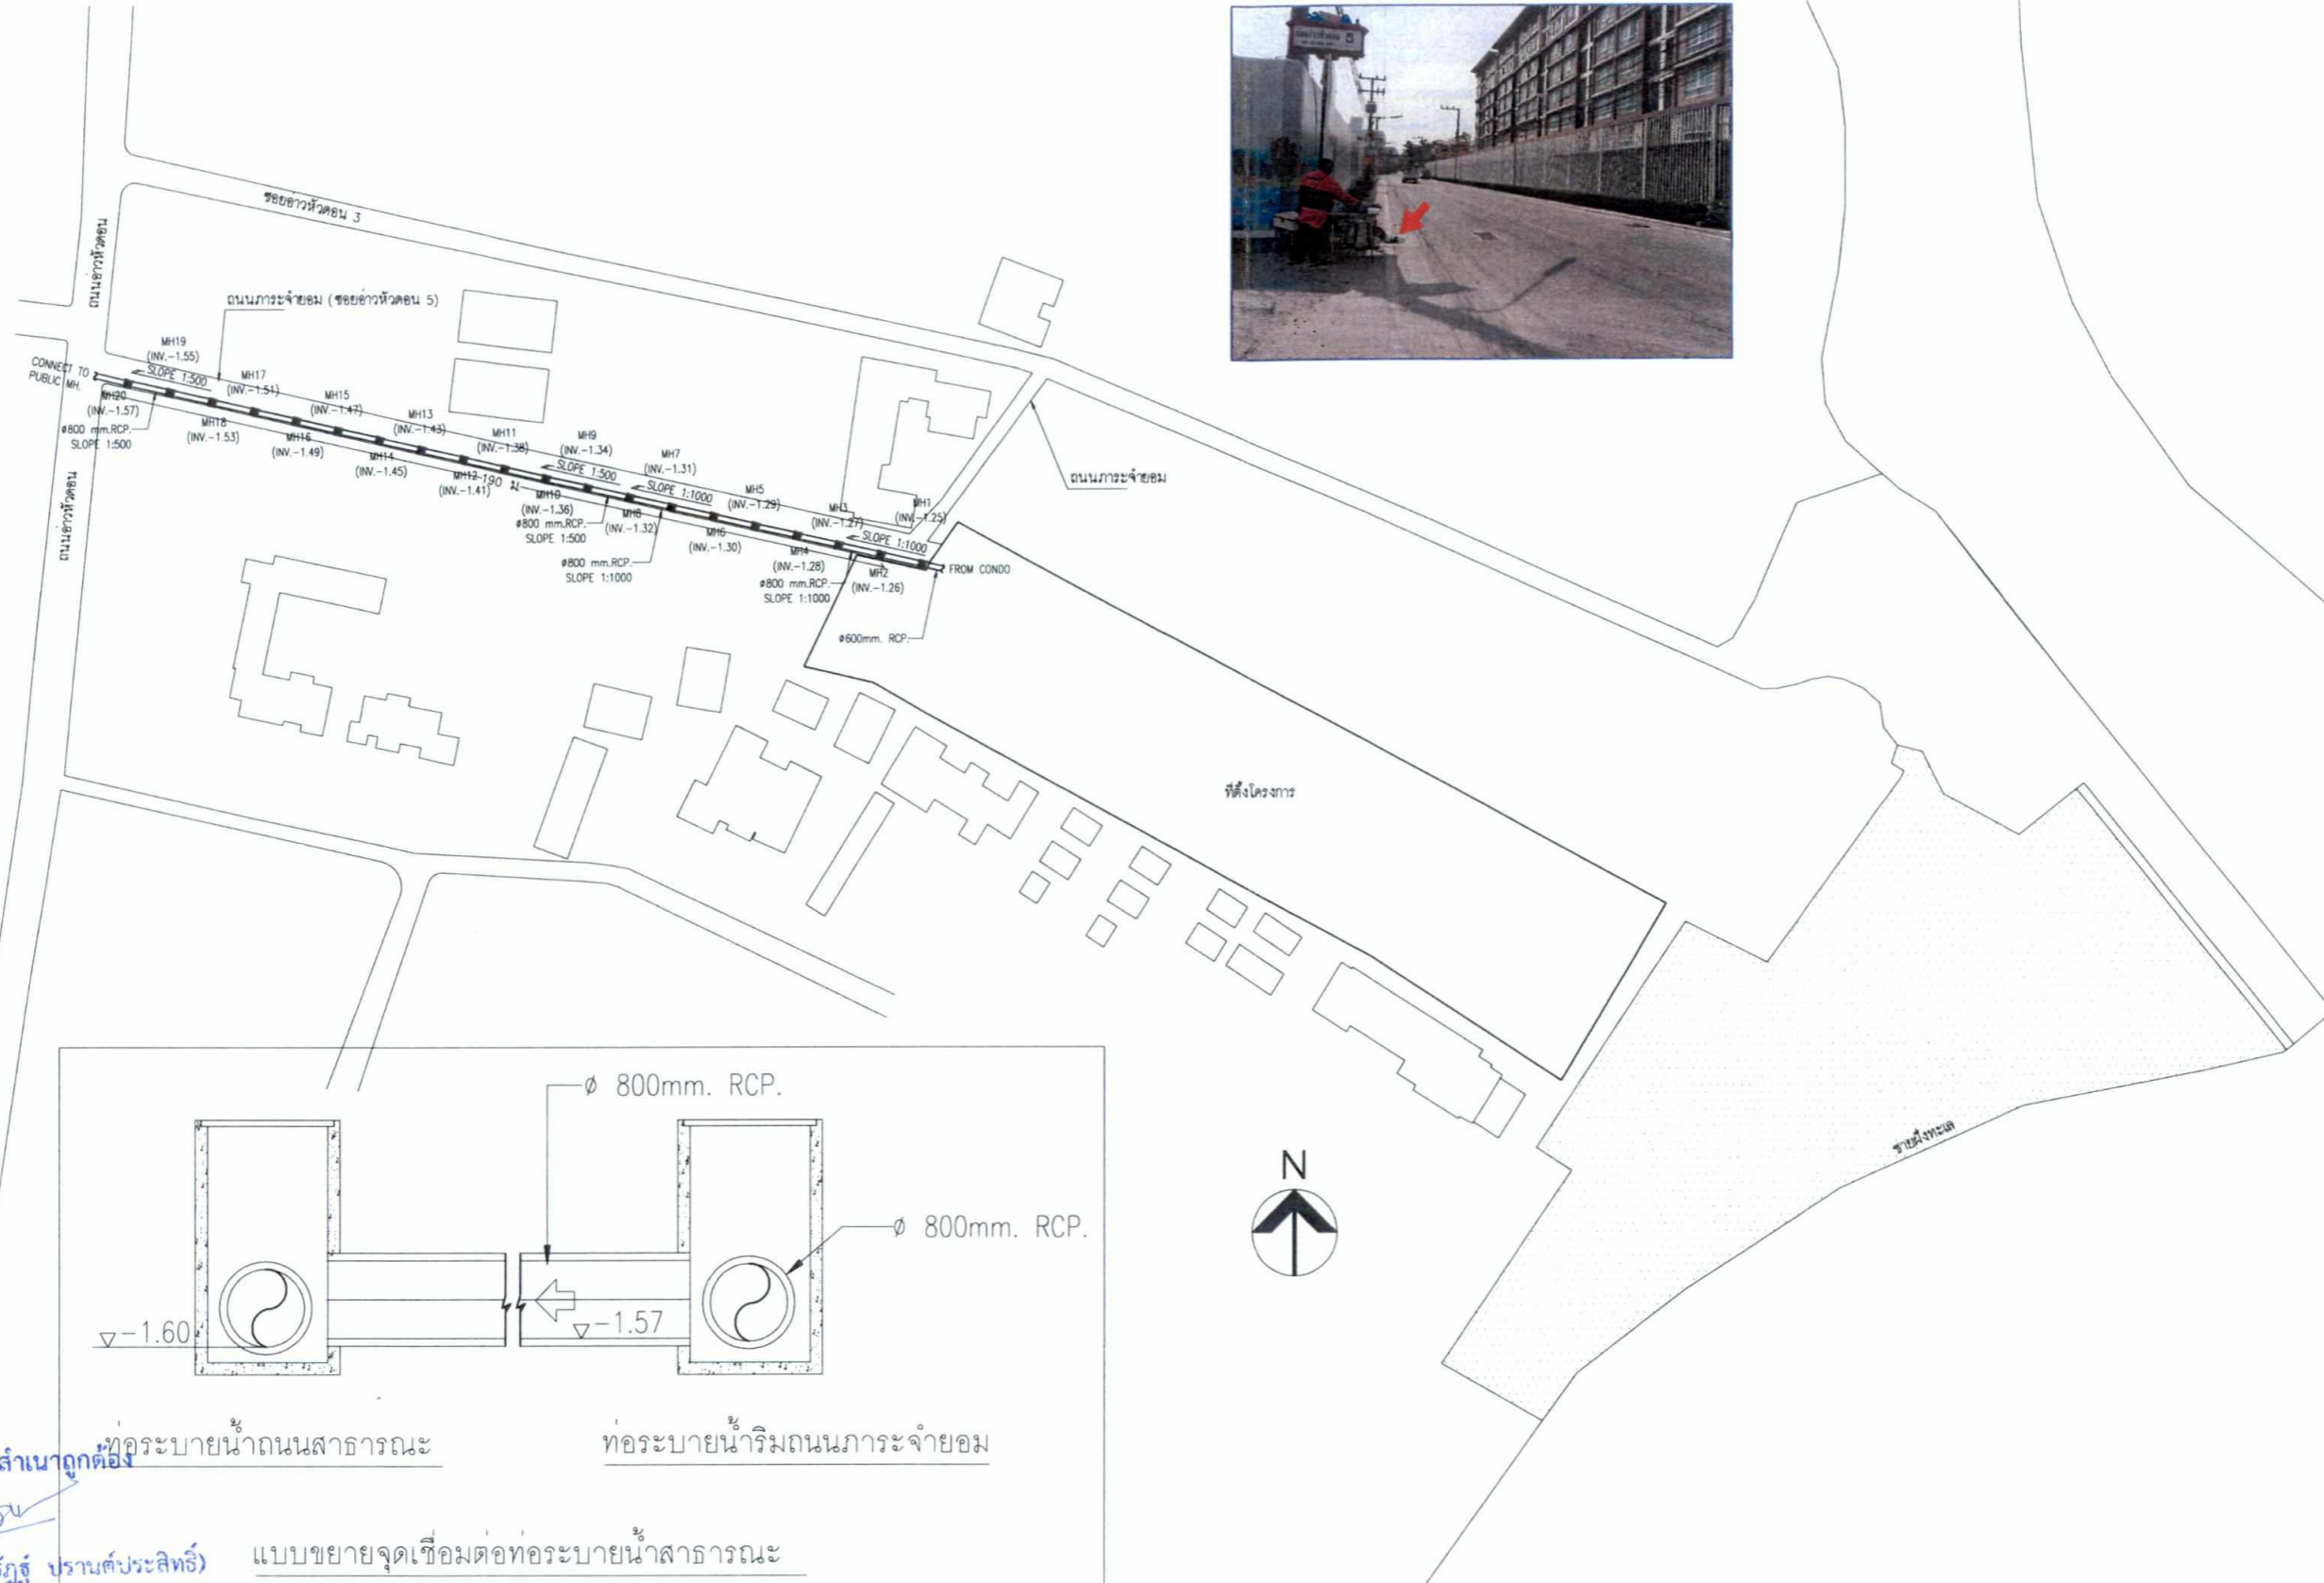 ซอยอ่าวหัวดอน 3
ถนนอ่าวหัวดอน
ถนนภาระจำยอม (ซอยอ่าวหัวดอน 5)
CONNECT TO
PUBLIC MH.
MH19
(INV.-1.55)
SLOPE 1:500
MH17
(INV.-1.51)
MH15
(INV.-1.47)
MH13
(INV.-1.43)
MH11
(INV.-1.38)
MH9
(INV.-1.34)
SLOPE 1:500
MH7
(INV.-1.31)
SLOPE 1:1000
MH5
(INV.-1.29)
MH3
(INV.-1.27)
MH1
(INV.-1.25)
SLOPE 1:1000
FROM CONDO
MH20
(INV.-1.57)
ø800 mm.RCP.
SLOPE 1:500
MH18
(INV.-1.53)
MH16
(INV.-1.49)
MH14
(INV.-1.45)
MH12
(INV.-1.41)
190 ม.
MH10
(INV.-1.36)
ø800 mm.RCP.
SLOPE 1:500
MH8
(INV.-1.32)
ø800 mm.RCP.
SLOPE 1:1000
MH6
(INV.-1.30)
MH4
(INV.-1.28)
ø800 mm.RCP.
SLOPE 1:1000
MH2
(INV.-1.26)
ø600mm. RCP.
ถนนภาระจำยอม
ถนนอ่าวหัวดอน
ที่ตั้งโครงการ
ชายฝั่งทะเล
N
ø 800mm. RCP.
ø 800mm. RCP.
-1.60
-1.57
ท่อระบายน้ำถนนสาธารณะ
ท่อระบายน้ำริมถนนภาระจำยอม
แบบขยายจุดเชื่อมต่อท่อระบายน้ำสาธารณะ
สำเนาถูกต้อง
ปรานต์ประสิทธิ์)